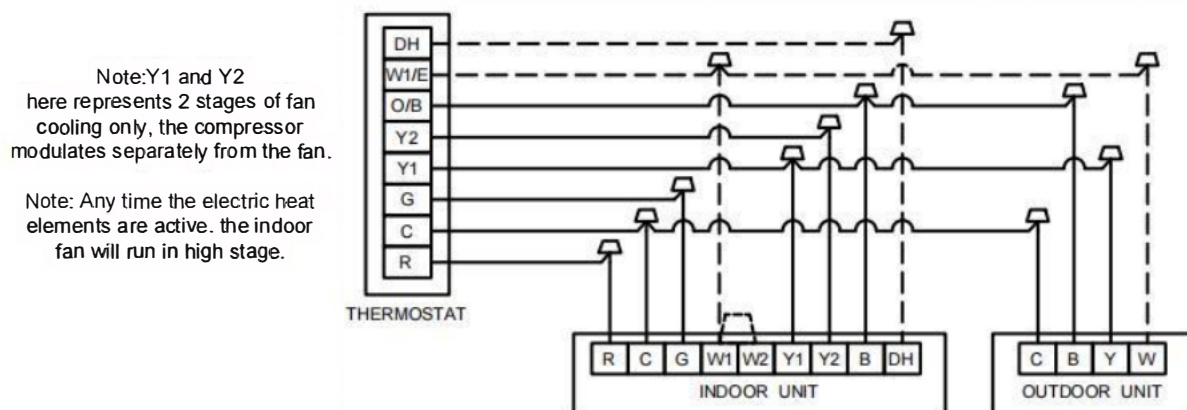 Note:Y1 and Y2
here represents 2 stages of fan
cooling only, the compressor
modulates separately from the fan.
Note: Any time the electric heat
elements are active. the indoor
fan will run in high stage.
DH
W1/E
O/B
Y2
Y1
G
C
R
THERMOSTAT
R C G W1 W2 Y1 Y2 B DH
INDOOR UNIT
C B Y W
OUTDOOR UNIT